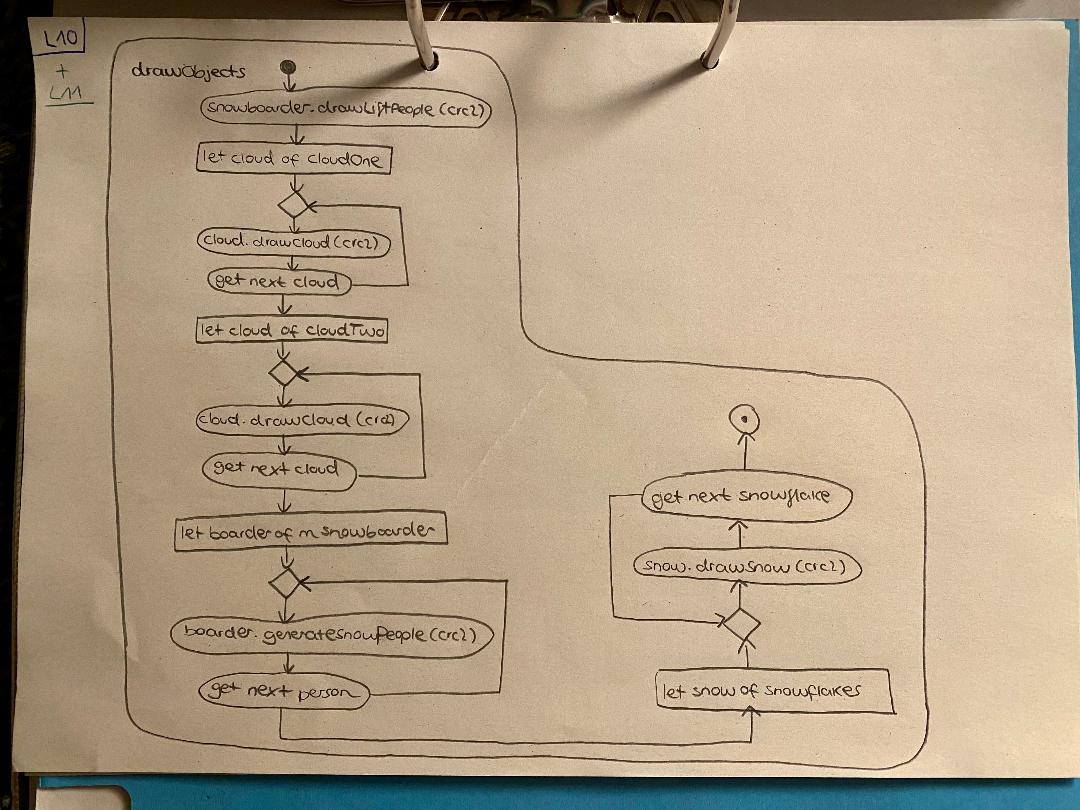 L10
+
L11
drawObjects
snowboarder.drawLiftPeople (crc2)
let cloud of cloudOne
cloud.drawCloud (crc2)
get next cloud
let cloud of cloudTwo
cloud.drawCloud (crc2)
get next cloud
let boarder of msnowboarder
boarder.generatesnowPeople (crc2)
get next person
get next snowflake
snow.drawSnow (crc2)
let snow of snowflakes